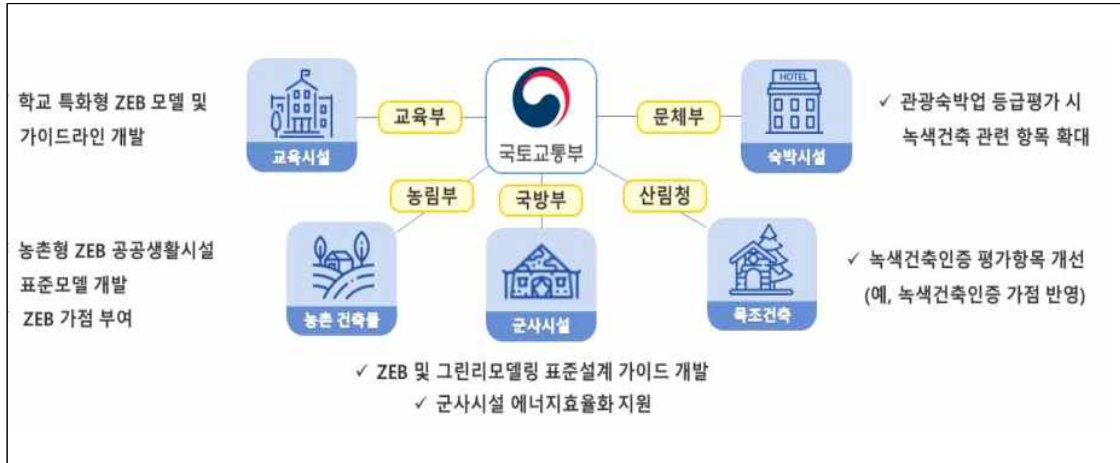 학교 특화형 ZEB 모델 및
가이드라인 개발
교육시설
교육부
국토교통부
문체부
HOTEL
숙박시설
✓ 관광숙박업 등급평가 시
녹색건축 관련 항목 확대
농림부
국방부
산림청
농촌형 ZEB 공공생활시설
표준모델 개발
ZEB 가점 부여
농촌 건축물
군사시설
목조건축
✓ 녹색건축인증 평가항목 개선
(예, 녹색건축인증 가점 반영)
✓ ZEB 및 그린리모델링 표준설계 가이드 개발
✓ 군사시설 에너지효율화 지원